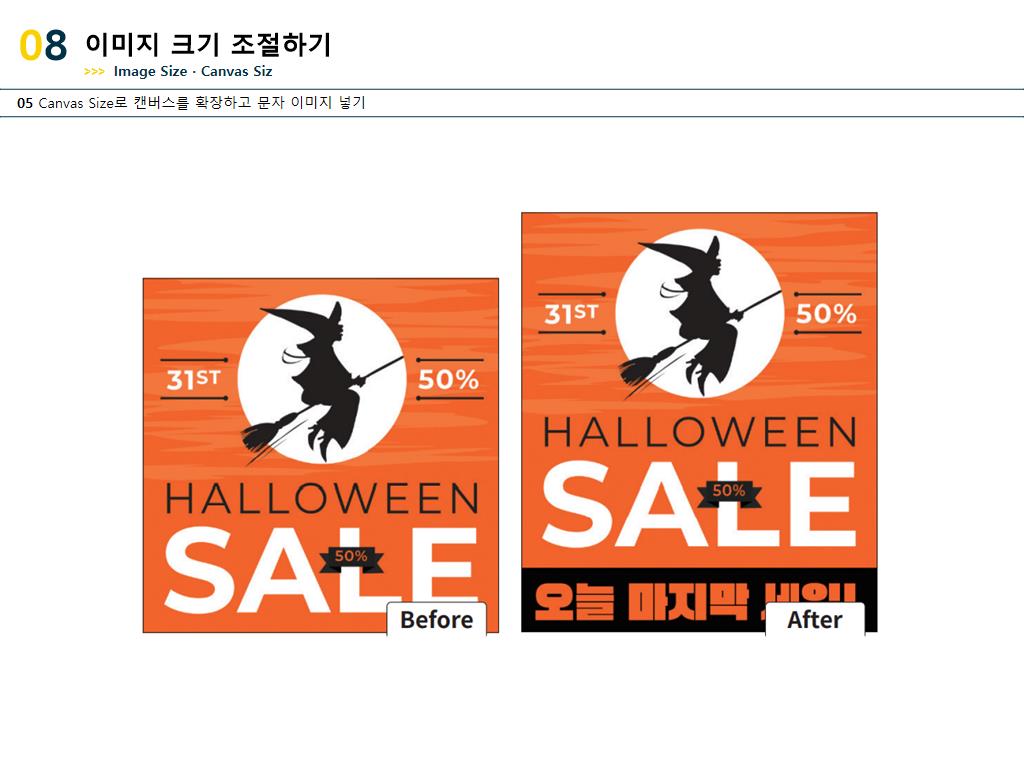 08 이미지 크기 조절하기
>>> Image Size · Canvas Siz
05 Canvas Size로 캔버스를 확장하고 문자 이미지 넣기
31ST
50%
HALLOWEEN
SALE
50%
Before
31ST
50%
HALLOWEEN
SALE
50%
오늘 마지막
After